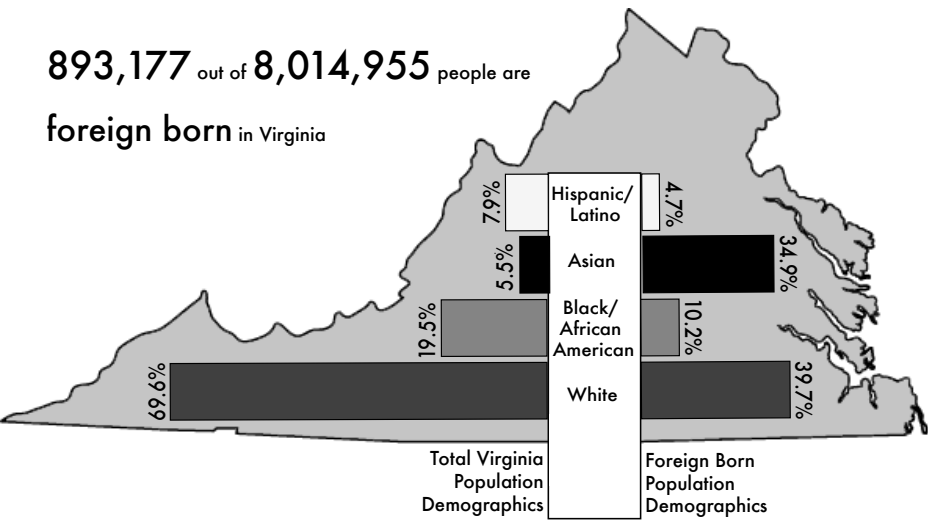 893,177 out of 8,014,955 people are
foreign born in Virginia
7.9%
Hispanic/
Latino
4.7%
5.5%
Asian
34.9%
19.5%
Black/
African
American
10.2%
69.6%
White
39.7%
Total Virginia
Population
Demographics
Foreign Born
Population
Demographics